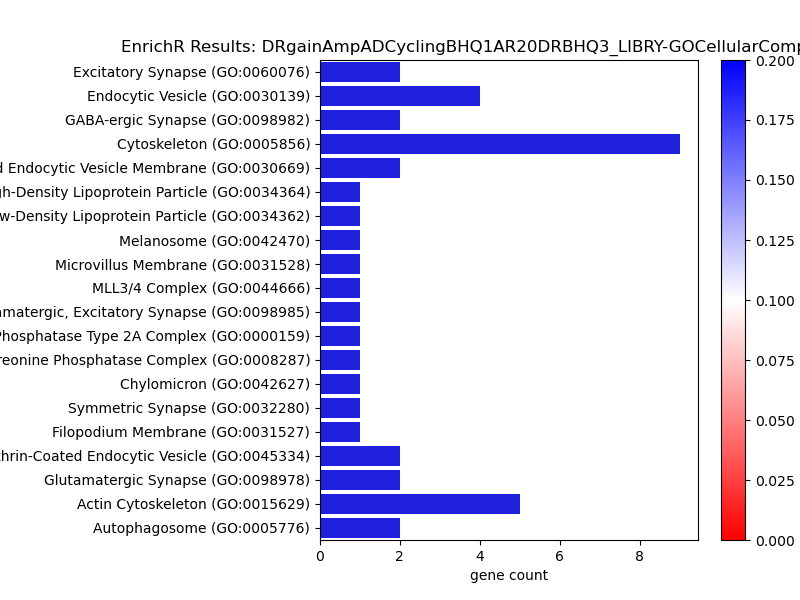 EnrichR Results: DRgainAmpADCyclingBHQ1AR20DRBHQ3_LIBRY-GOCellularComp
Excitatory Synapse (GO:0060076)
Endocytic Vesicle (GO:0030139)
GABA-ergic Synapse (GO:0098982)
Cytoskeleton (GO:0005856)
d Endocytic Vesicle Membrane (GO:0030669)
gh-Density Lipoprotein Particle (GO:0034364)
w-Density Lipoprotein Particle (GO:0034362)
Melanosome (GO:0042470)
Microvillus Membrane (GO:0031528)
MLL3/4 Complex (GO:0044666)
amatergic, Excitatory Synapse (GO:0098985)
Phosphatase Type 2A Complex (GO:0000159)
reonine Phosphatase Complex (GO:0008287)
Chylomicron (GO:0042627)
Symmetric Synapse (GO:0032280)
Filopodium Membrane (GO:0031527)
thrin-Coated Endocytic Vesicle (GO:0045334)
Glutamatergic Synapse (GO:0098978)
Actin Cytoskeleton (GO:0015629)
Autophagosome (GO:0005776)
0 2 4 6 8
gene count
0.200
0.175
0.150
0.125
0.100
0.075
0.050
0.025
0.000